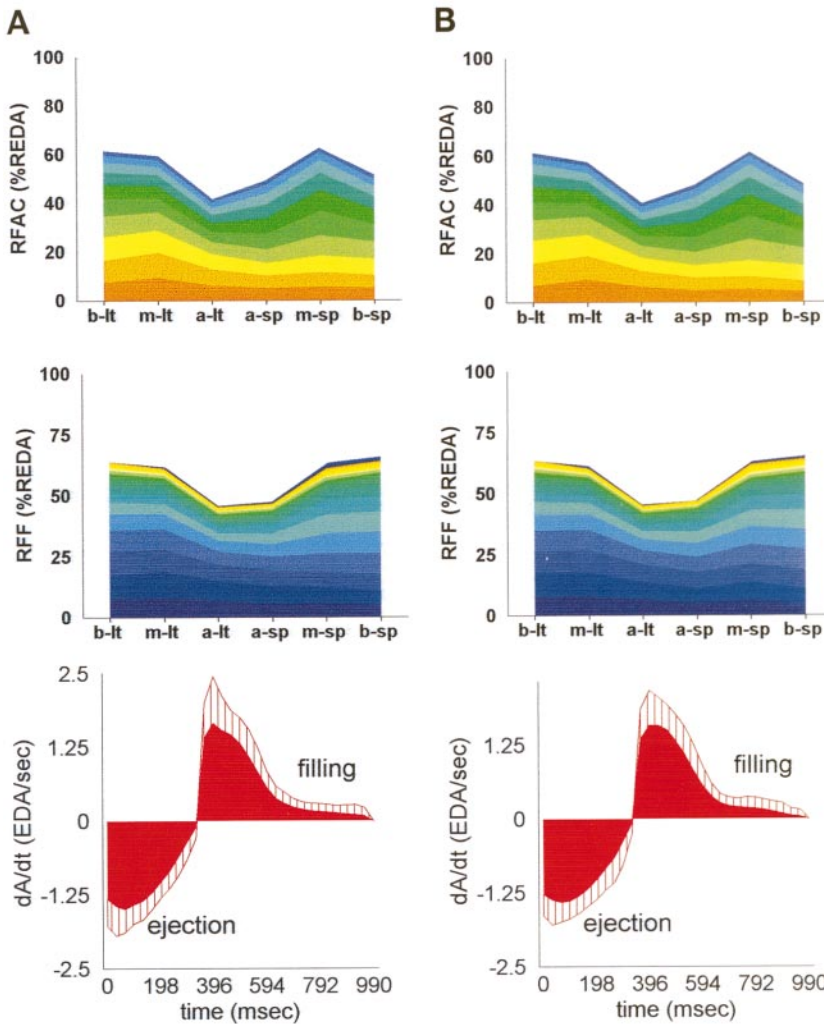 A
RFAC (%REDA)
100
80
60
40
20
0
b-lt m-lt a-lt a-sp m-sp b-sp
RFF (%REDA)
100
75
50
25
0
b-lt m-lt a-lt a-sp m-sp b-sp
dA/dt (EDA/sec)
2.5
1.25
0
-1.25
-2.5
filling
ejection
0 198 396 594 792 990
time (msec)
B
RFAC (%REDA)
100
80
60
40
20
0
b-lt m-lt a-lt a-sp m-sp b-sp
RFF (%REDA)
100
75
50
25
0
b-lt m-lt a-lt a-sp m-sp b-sp
dA/dt (EDA/sec)
1.25
0
-1.25
-2.5
filling
ejection
0 198 396 594 792 990
time (msec)